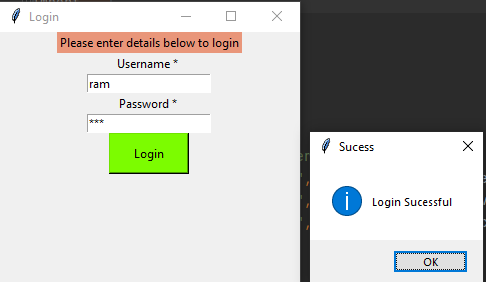 Login
Please enter details below to login
Username *
ram
Password *
***
Login
Sucess
Login Sucessful
OK